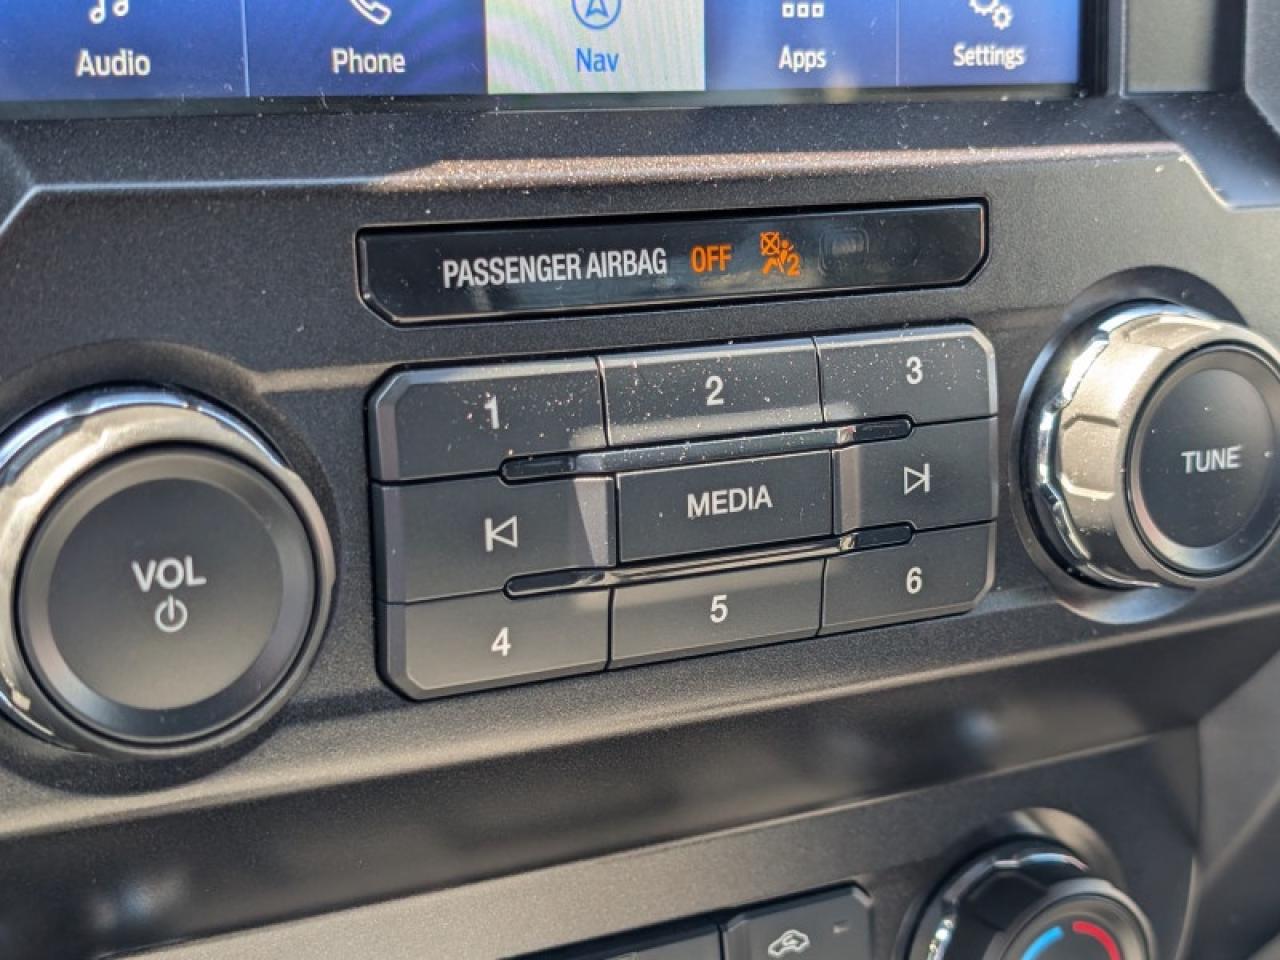 Audio
Phone
Nav
Apps
Settings
PASSENGER AIRBAG OFF 2
1
2
3
MEDIA
4
5
6
VOL
TUNE